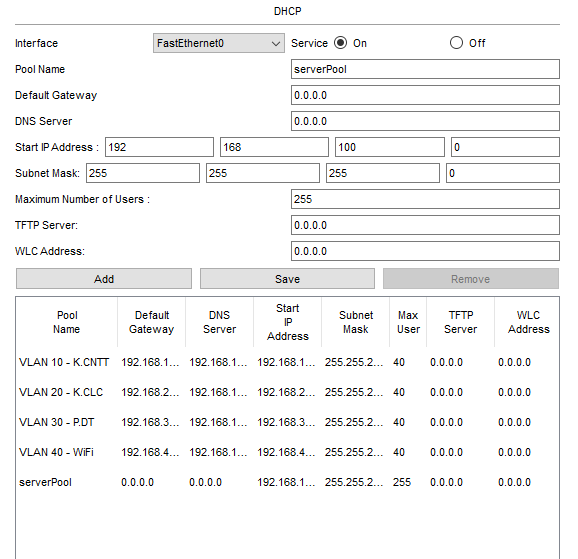 DHCP
Interface FastEthernet0 Service On Off
Pool Name serverPool
Default Gateway 0.0.0.0
DNS Server 0.0.0.0
Start IP Address : 192 168 100 0
Subnet Mask: 255 255 255 0
Maximum Number of Users : 255
TFTP Server: 0.0.0.0
WLC Address: 0.0.0.0
Add Save Remove
Pool Name Default Gateway DNS Server Start IP Address Subnet Mask Max User TFTP Server WLC Address
VLAN 10 - K.CNTT 192.168.1... 192.168.1... 192.168.1... 255.255.2... 40 0.0.0.0 0.0.0.0
VLAN 20 - K.CLC 192.168.2... 192.168.1... 192.168.2... 255.255.2... 40 0.0.0.0 0.0.0.0
VLAN 30 - P.DT 192.168.3... 192.168.1... 192.168.3... 255.255.2... 40 0.0.0.0 0.0.0.0
VLAN 40 - WiFi 192.168.4... 192.168.1... 192.168.4... 255.255.2... 40 0.0.0.0 0.0.0.0
serverPool 0.0.0.0 0.0.0.0 192.168.1... 255.255.2... 255 0.0.0.0 0.0.0.0